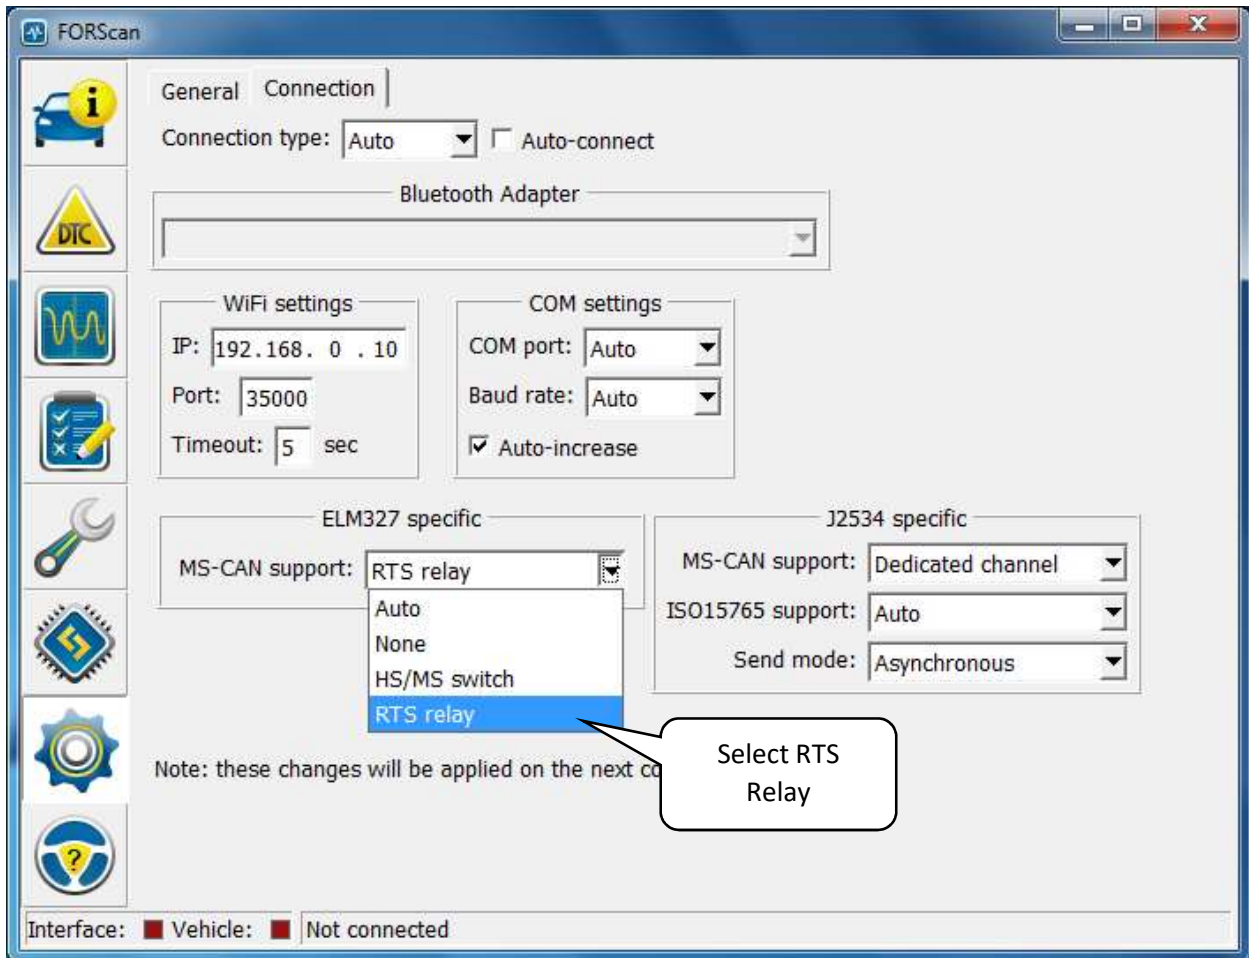 FORScan
General Connection
Connection type: Auto Auto-connect
Bluetooth Adapter
WiFi settings
IP: 192.168. 0 . 10
Port: 35000
Timeout: 5 sec
COM settings
COM port: Auto
Baud rate: Auto
Auto-increase
ELM327 specific
MS-CAN support: RTS relay
Auto
None
HS/MS switch
RTS relay
J2534 specific
MS-CAN support: Dedicated channel
ISO15765 support: Auto
Send mode: Asynchronous
Select RTS
Relay
Note: these changes will be applied on the next co
DTC
Interface: Vehicle: Not connected